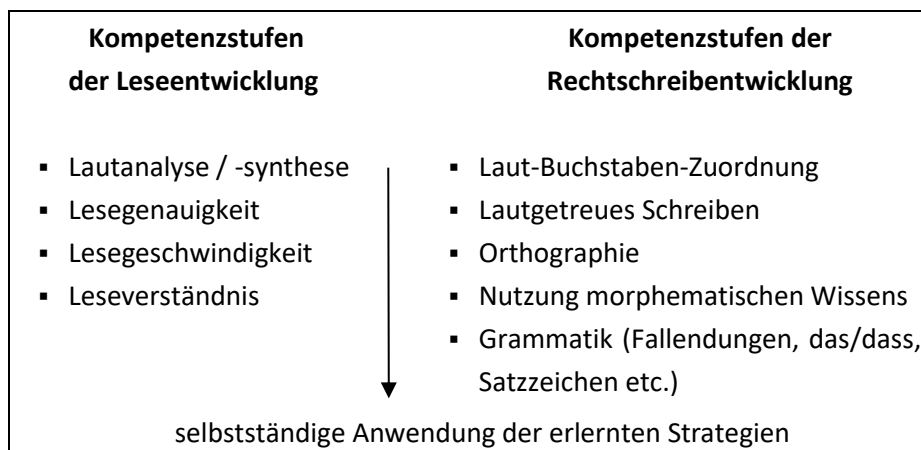 Kompetenzstufen
der Leseentwicklung
▪ Lautanalyse / -synthese
▪ Lesegenauigkeit
▪ Lesegeschwindigkeit
▪ Leseverständnis
Kompetenzstufen der
Rechtschreibentwicklung
▪ Laut-Buchstaben-Zuordnung
▪ Lautgetreues Schreiben
▪ Orthographie
▪ Nutzung morphematischen Wissens
▪ Grammatik (Fallendungen, das/dass,
Satzzeichen etc.)
selbstständige Anwendung der erlernten Strategien